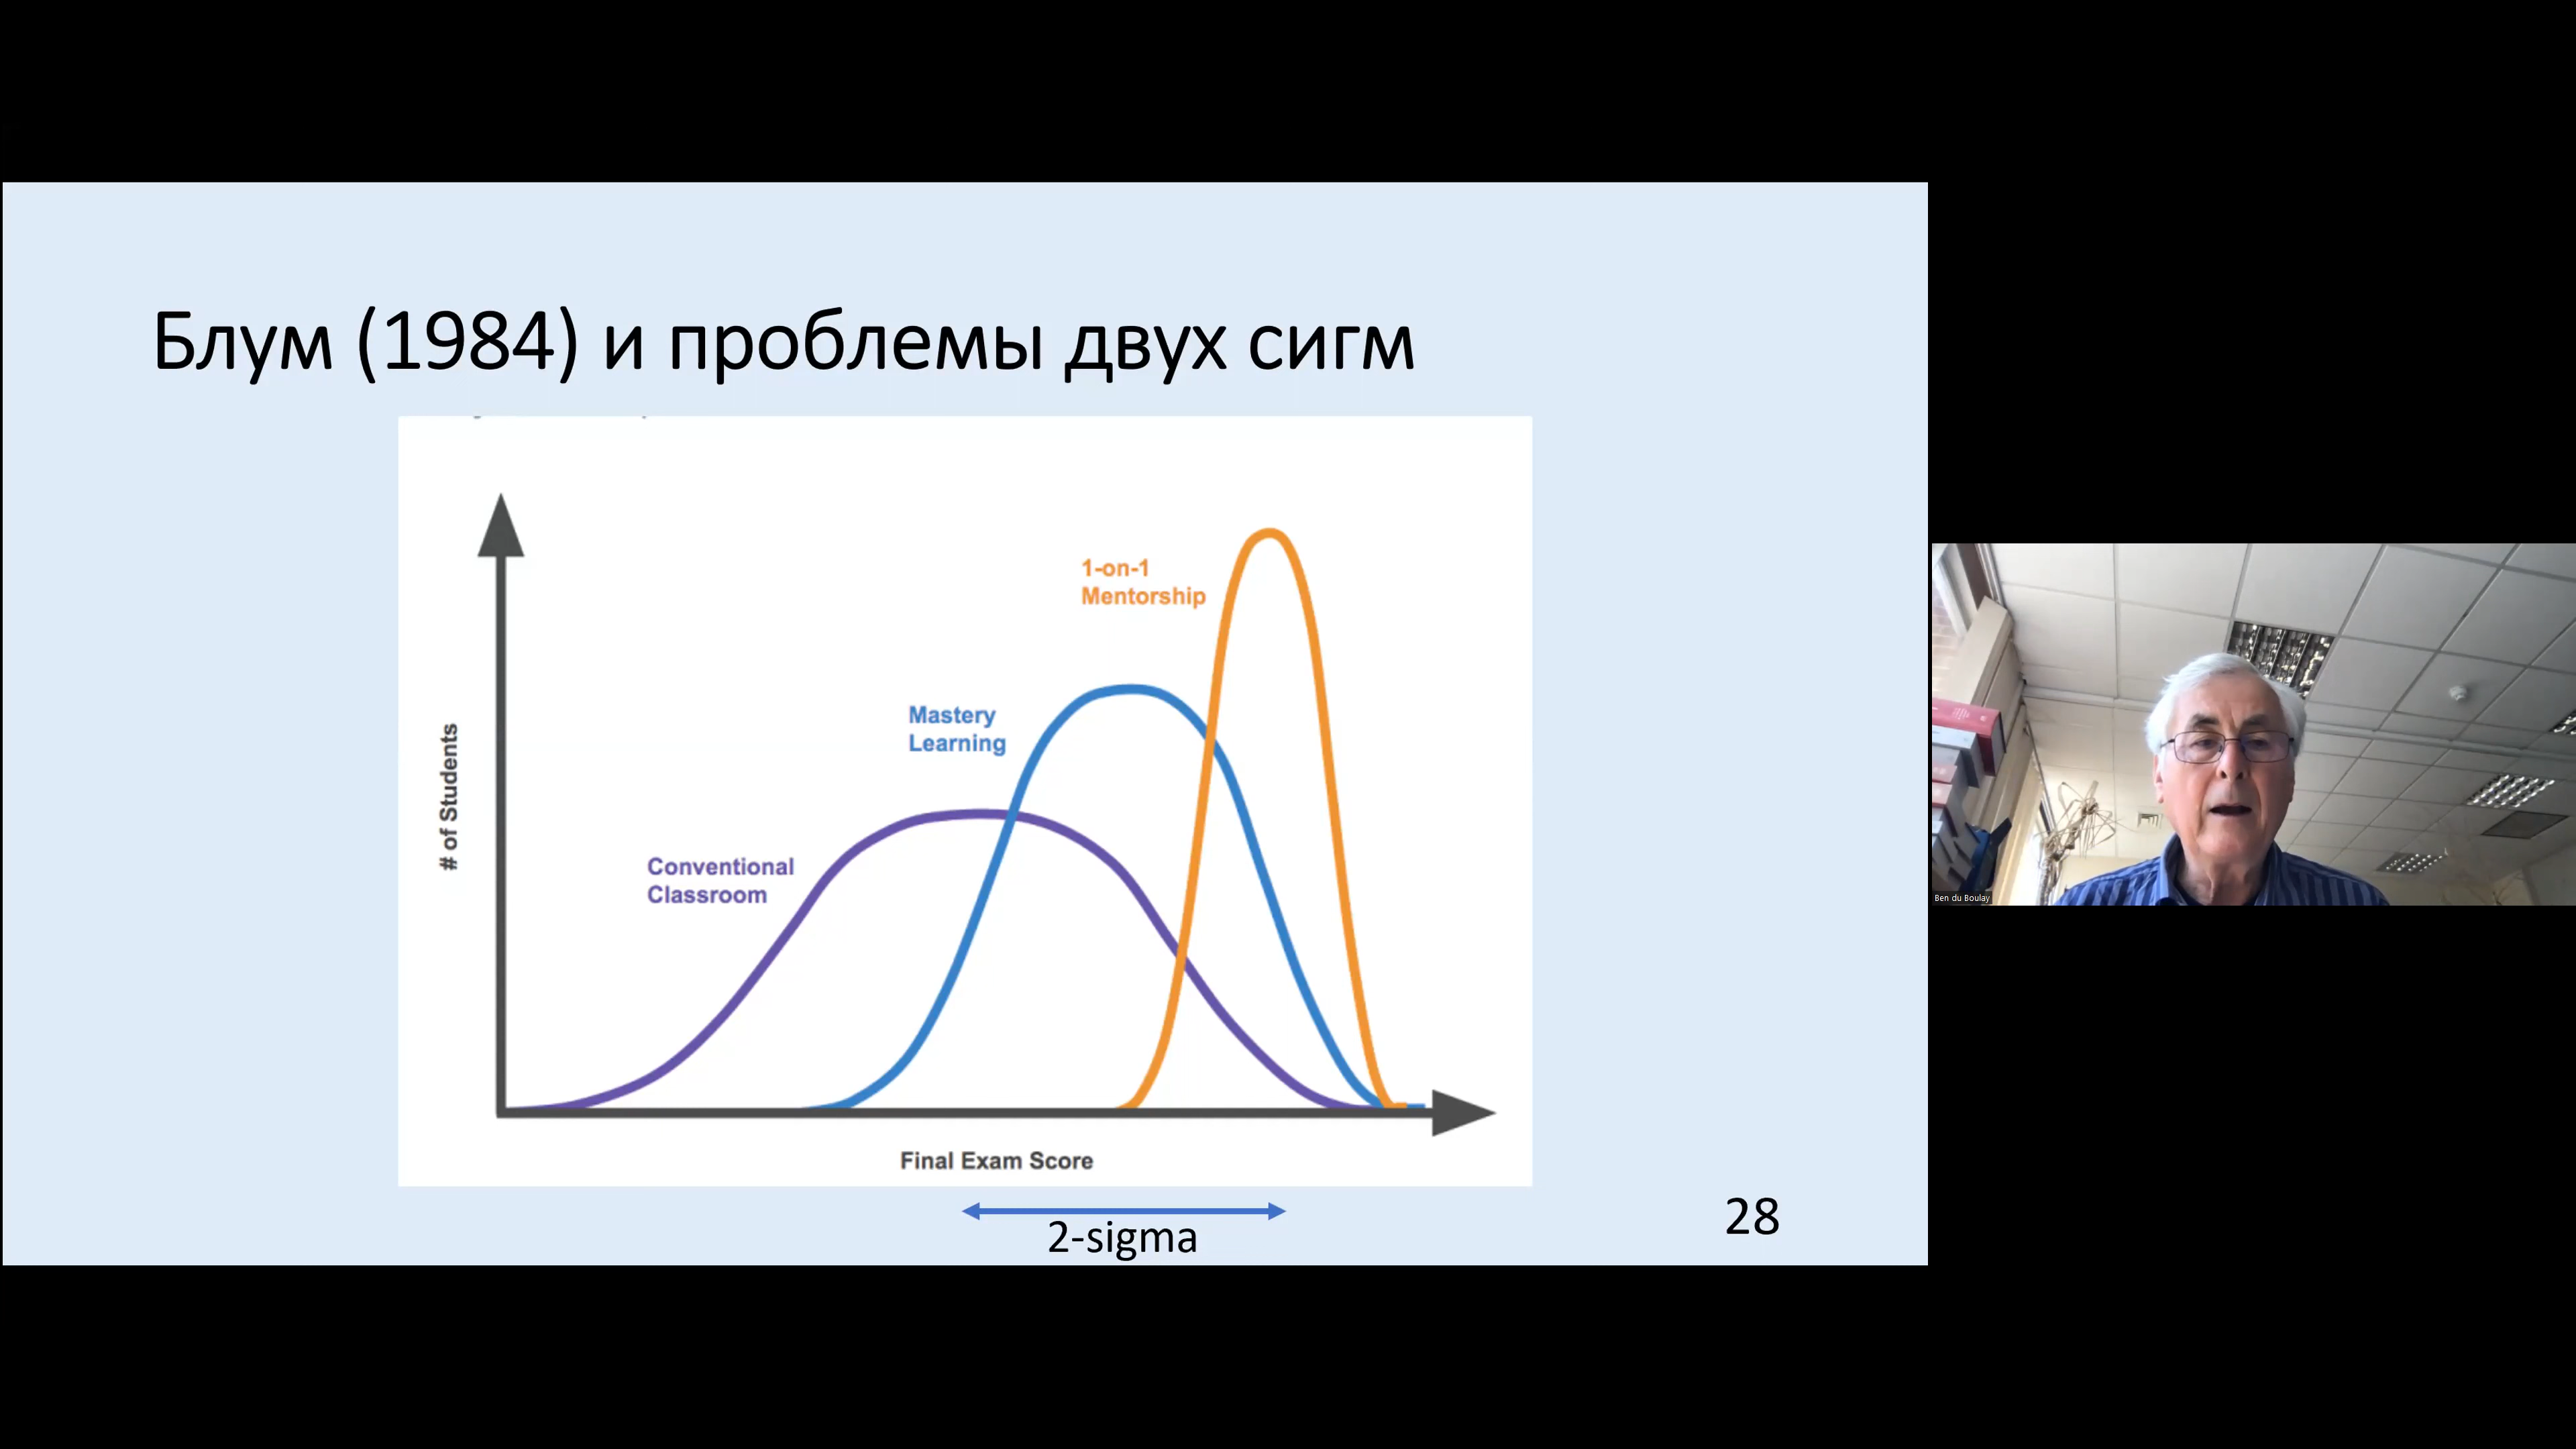 Блум (1984) и проблемы двух сигм
1-on-1
Mentorship
Mastery
Learning
Conventional
Classroom
# of Students
Final Exam Score
2-sigma
28
Ben du Boulay